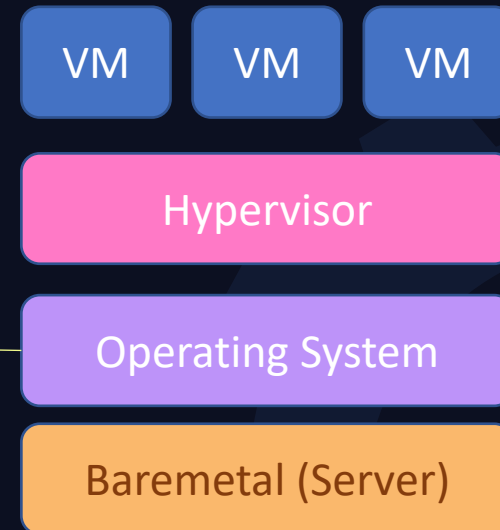 VM VM VM
Hypervisor
Operating System
Baremetal (Server)